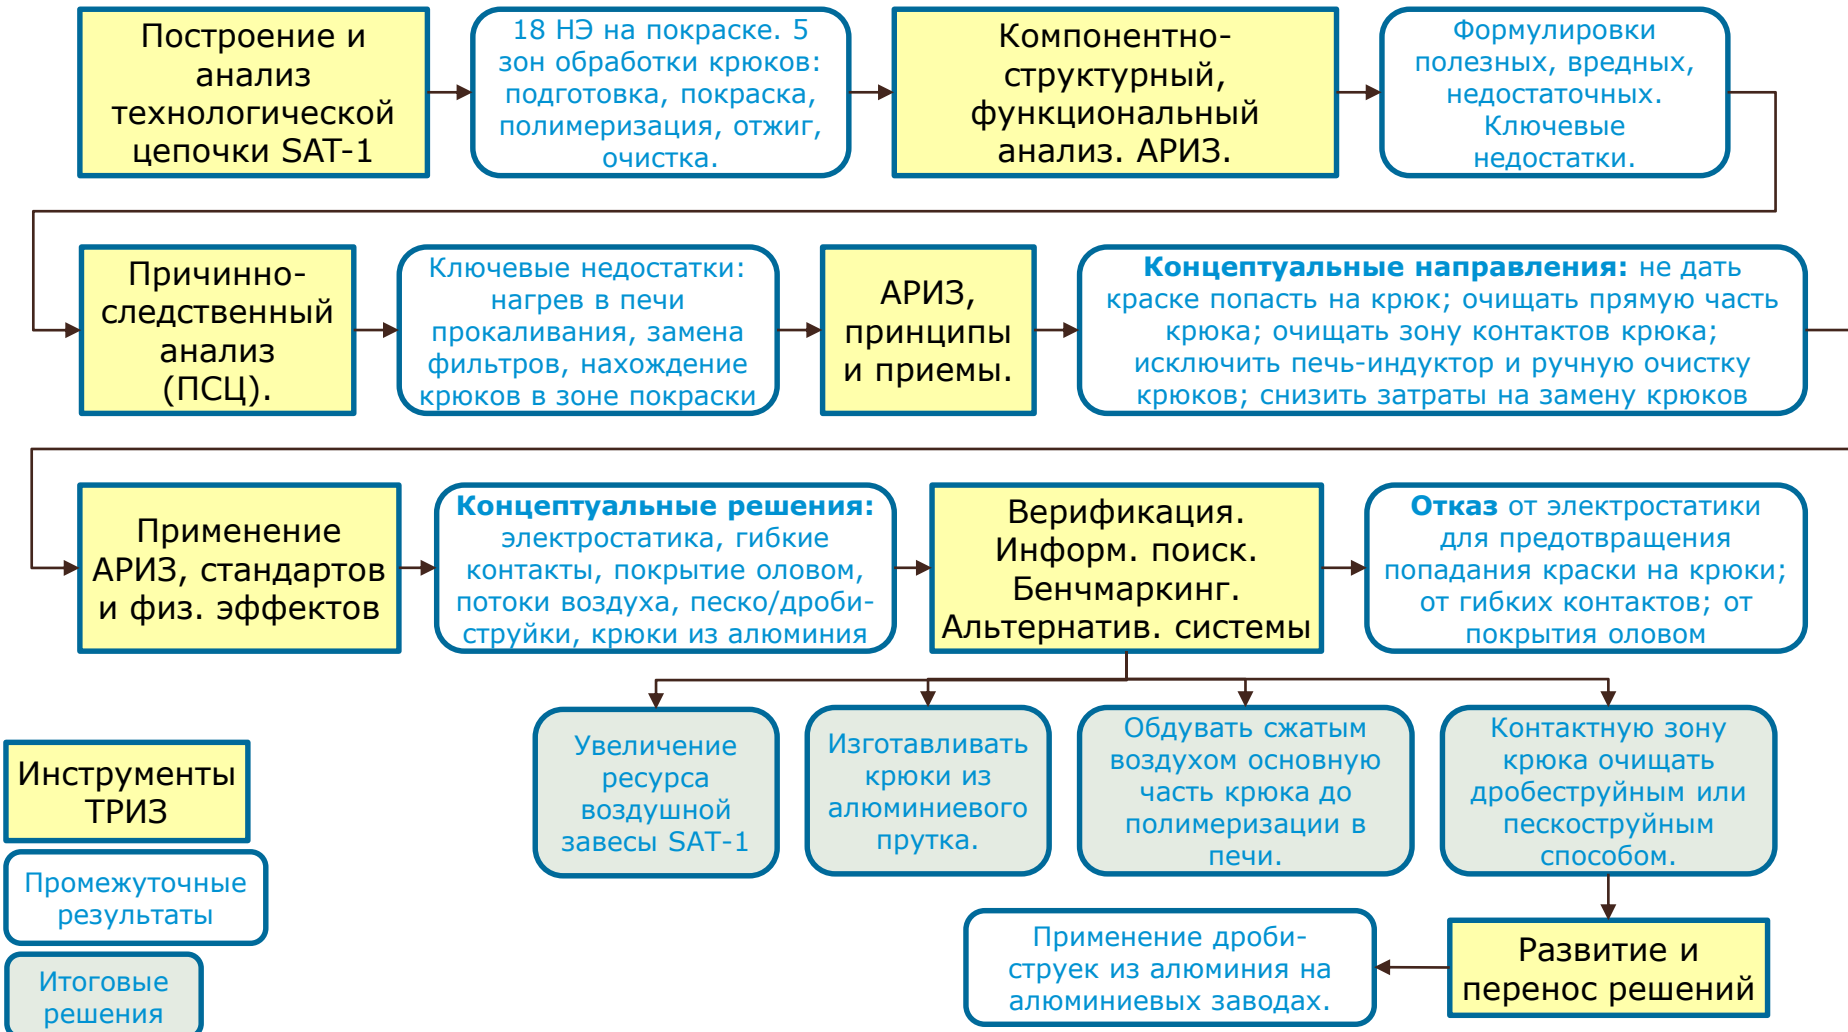 Построение и
анализ
технологической
цепочки SAT-1
18 НЭ на покраске. 5
зон обработки крюков:
подготовка, покраска,
полимеризация, отжиг,
очистка.
Компонентно-
структурный,
функциональный
анализ. АРИЗ.
Формулировки
полезных, вредных,
недостаточных.
Ключевые
недостатки.
Причинно-
следственный
анализ
(ПСЦ).
Ключевые недостатки:
нагрев в печи
прокаливания, замена
фильтров, нахождение
крюков в зоне покраски
АРИЗ,
принципы
и приемы.
Концептуальные направления: не дать
краске попасть на крюк; очищать прямую часть
крюка; очищать зону контактов крюка;
исключить печь-индуктор и ручную очистку
крюков; снизить затраты на замену крюков
Применение
АРИЗ, стандартов
и физ. эффектов
Концептуальные решения:
электростатика, гибкие
контакты, покрытие оловом,
потоки воздуха, песко/дроби-
струйки, крюки из алюминия
Верификация.
Информ. поиск.
Бенчмаркинг.
Альтернатив. системы
Отказ от электростатики
для предотвращения
попадания краски на крюки;
от гибких контактов; от
покрытия оловом
Увеличение
ресурса
воздушной
завесы SAT-1
Изготавливать
крюки из
алюминиевого
прутка.
Обдувать сжатым
воздухом основную
часть крюка до
полимеризации в
печи.
Контактную зону
крюка очищать
дробеструйным или
пескоструйным
способом.
Инструменты
ТРИЗ
Промежуточные
результаты
Итоговые
решения
Применение дроби-
струек из алюминия на
алюминиевых заводах.
Развитие и
перенос решений